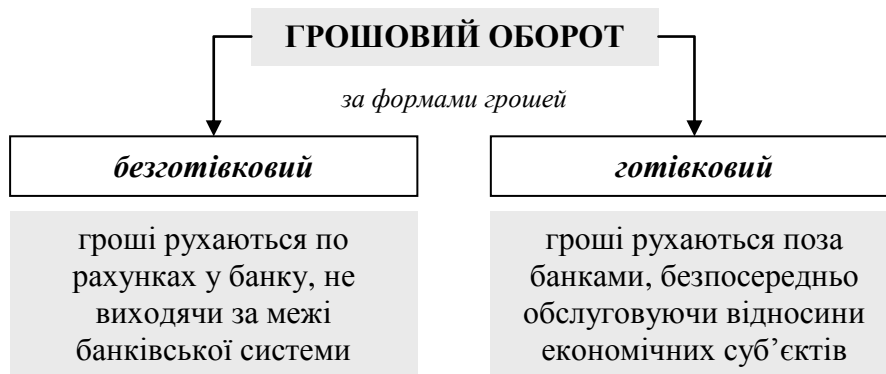 ГРОШОВИЙ ОБОРОТ
за формами грошей
безготівковий
гроші рухаються по
рахунках у банку, не
виходячи за межі
банківської системи
готівковий
гроші рухаються поза
банками, безпосередньо
обслуговуючи відносини
економічних суб’єктів